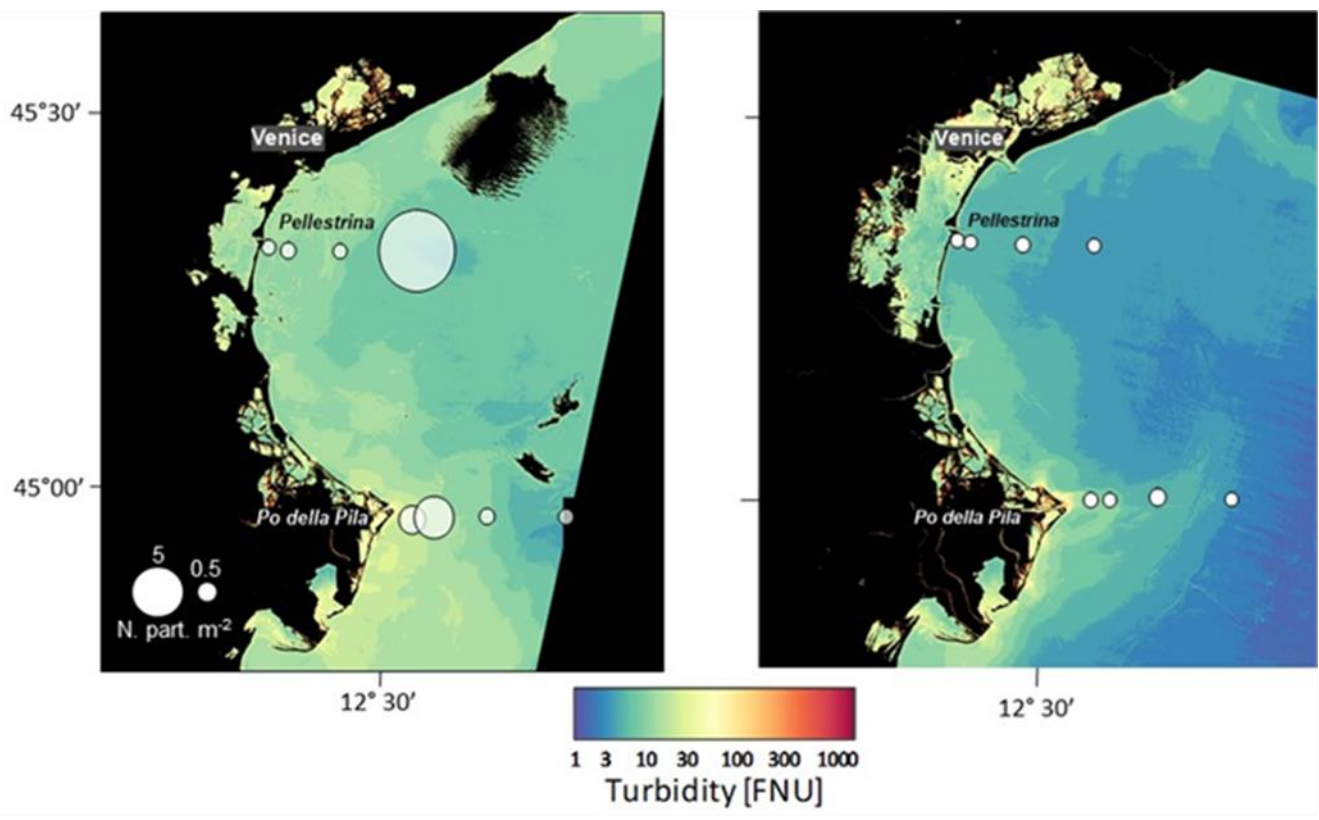 45°30′
Venice
Venice
Pellestrina
Pellestrina
45°00′
Po della Pila
Po della Pila
5
0.5
N. part. m-2
12° 30′
12° 30′
1 3 10 30 100 300 1000
Turbidity [FNU]